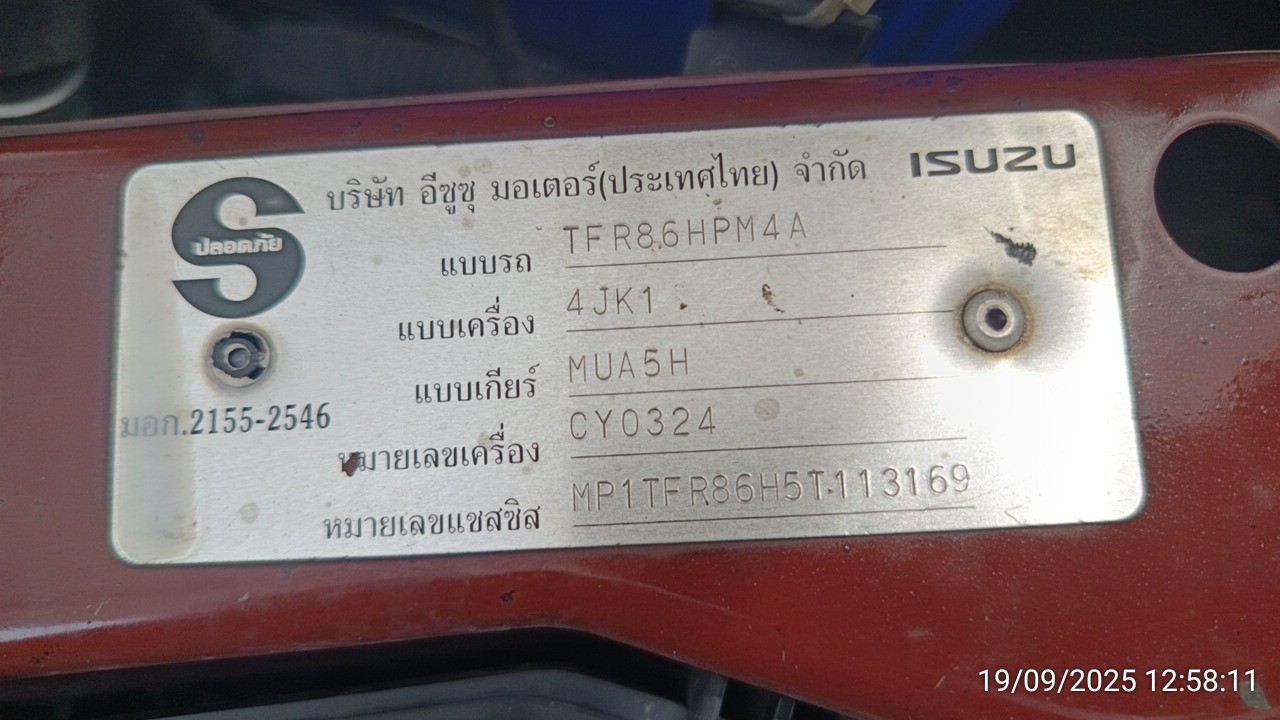 บริษัท อีซูซุ มอเตอร์(ประเทศไทย) จำกัด ISUZU
ปลอดภัย
แบบรถ TFR86HPM4A
แบบเครื่อง 4JK1
แบบเกียร์ MUA5H
มอก.2155-2546
หมายเลขเครื่อง CY0324
หมายเลขแชสซิส MP1TFR86H5T113169
19/09/2025 12:58:11